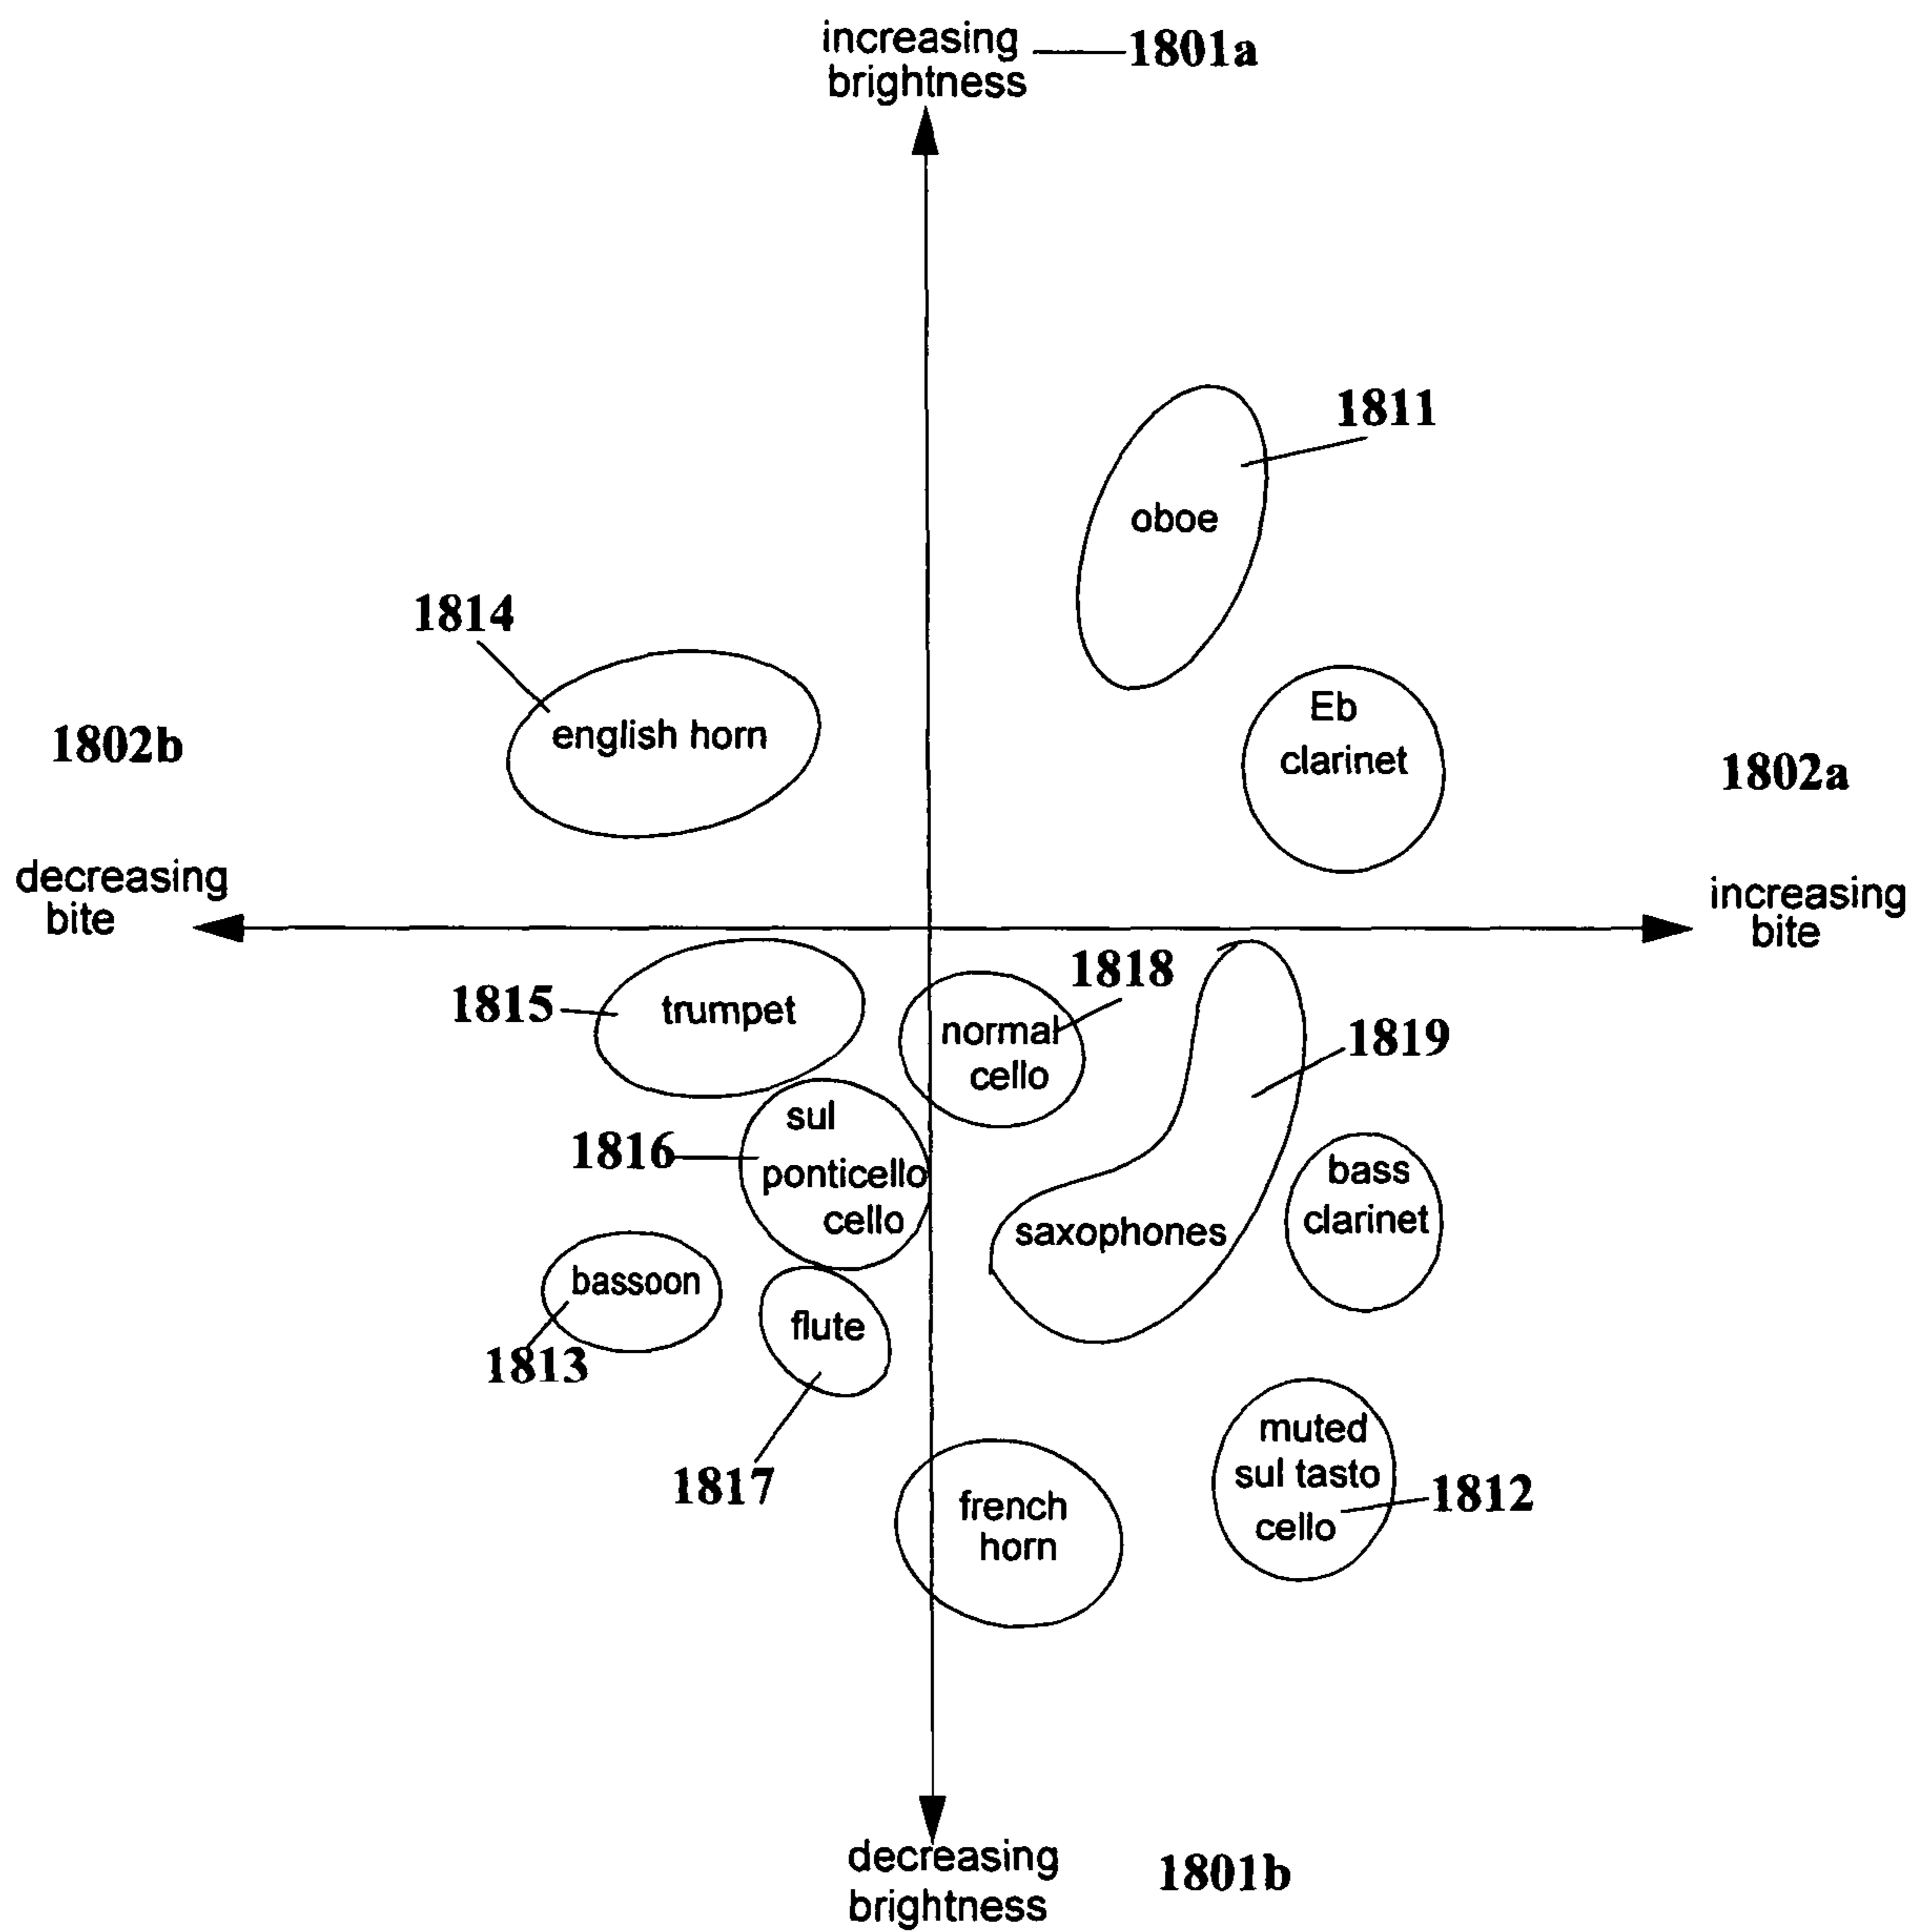 increasing
brightness
1801a
1811
oboe
1814
english horn
Eb
clarinet
1802b
1802a
decreasing
bite
increasing
bite
1815
trumpet
1818
normal
cello
1819
sul
ponticello
cello
1816
saxophones
bass
clarinet
bassoon
1813
flute
1817
french
horn
muted
sul tasto
cello
1812
decreasing
brightness
1801b